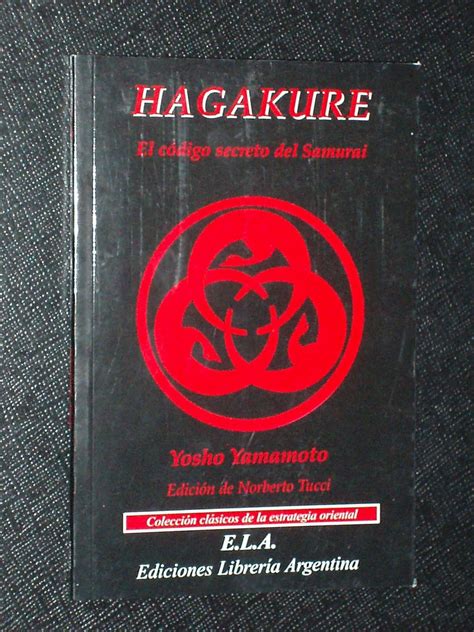 HAGAKURE
El código secreto del Samurai
Yosho Yamamoto
Edición de Norberto Tucci
Colección clásicos de la estrategia oriental
E.L.A.
Ediciones Librería Argentina